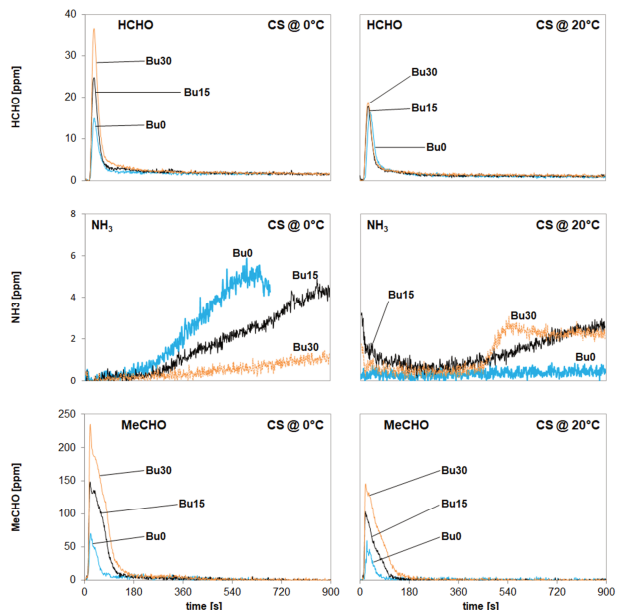 HCHO CS @ 0°C
HCHO CS @ 20°C
HCHO [ppm]
40
30
20
10
0
Bu30
Bu15
Bu0
Bu30
Bu15
Bu0
NH3 CS @ 0°C
NH3 CS @ 20°C
NH3 [ppm]
8
6
4
2
0
Bu0
Bu15
Bu30
Bu15
Bu30
Bu0
MeCHO CS @ 0°C
MeCHO CS @ 20°C
MeCHO [ppm]
250
200
150
100
50
0
Bu30
Bu15
Bu0
Bu30
Bu15
Bu0
0 180 360 540 720 900
0 180 360 540 720 900
time [s]
time [s]